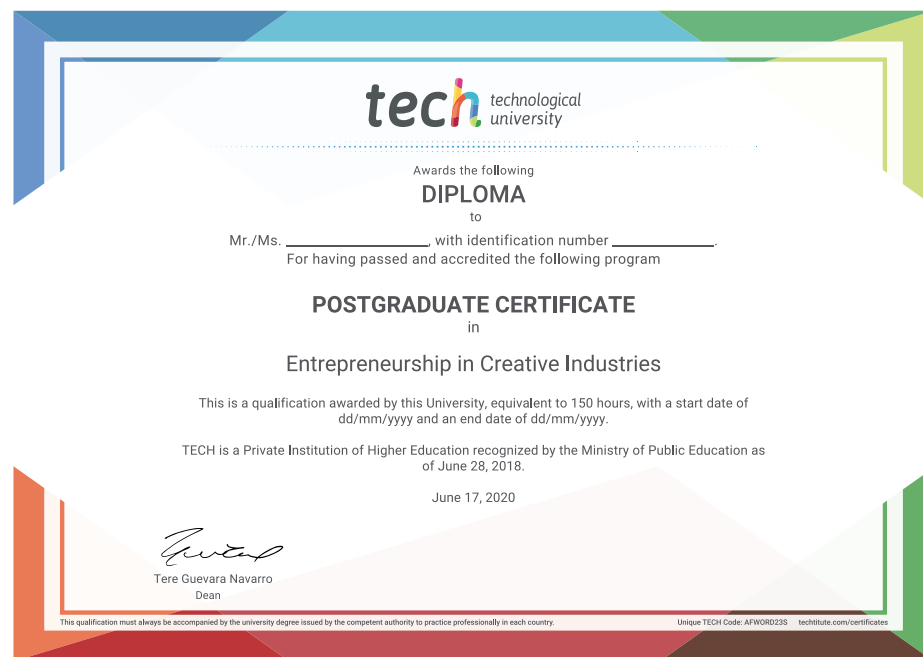 tech technological
university
Awards the following
DIPLOMA
to
Mr./Ms. ____________________, with identification number ______________.
For having passed and accredited the following program
POSTGRADUATE CERTIFICATE
in
Entrepreneurship in Creative Industries
This is a qualification awarded by this University, equivalent to 150 hours, with a start date of
dd/mm/yyyy and an end date of dd/mm/yyyy.
TECH is a Private Institution of Higher Education recognized by the Ministry of Public Education as
of June 28, 2018.
June 17, 2020
Tere Guevara Navarro
Dean
This qualification must always be accompanied by the university degree issued by the competent authority to practice professionally in each country.
Unique TECH Code: AFWORD23S techtitute.com/certificates